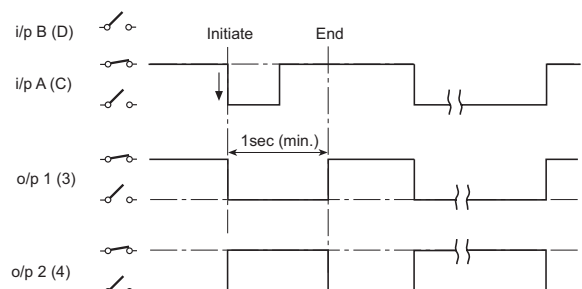 i/p B (D)
Initiate End
i/p A (C)
1sec (min.)
o/p 1 (3)
o/p 2 (4)